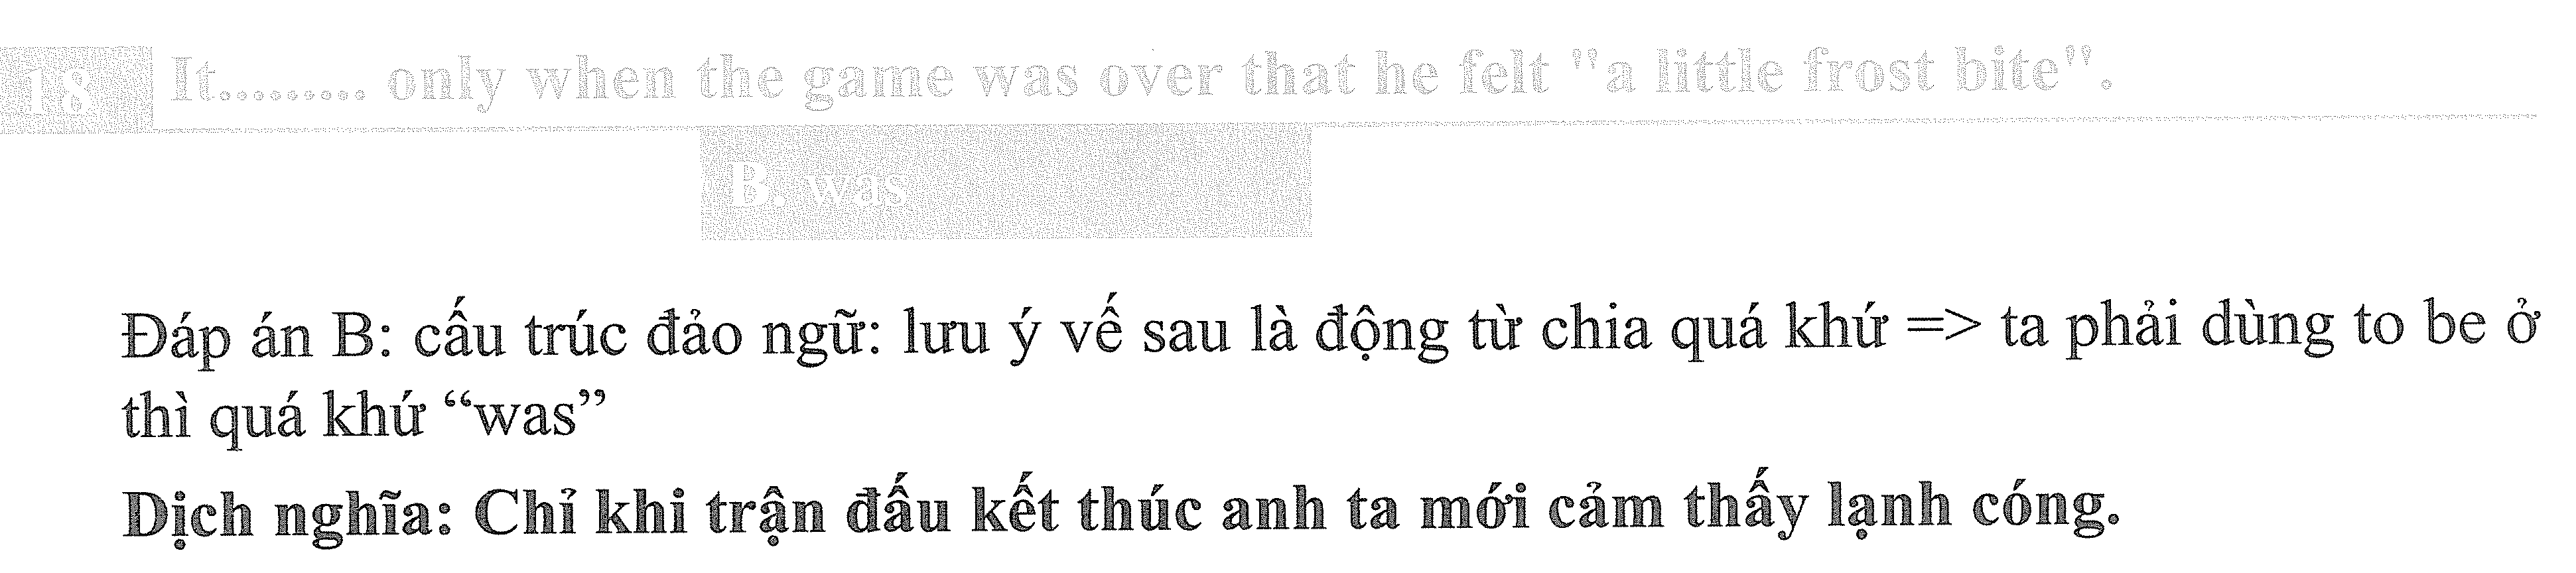 18 It......... only when the game was over that he felt "a little frost bite".
B. was
Đáp án B: cấu trúc đảo ngữ: lưu ý vế sau là động từ chia quá khứ => ta phải dùng to be ở
thì quá khứ “was”
Dịch nghĩa: Chỉ khi trận đấu kết thúc anh ta mới cảm thấy lạnh cóng.